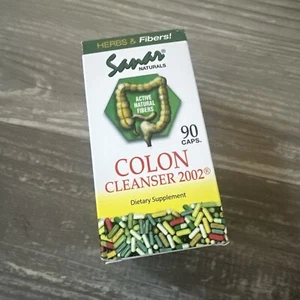 HERBS & Fibers!
Sanar®
NATURALS
ACTIVE
NATURAL
FIBERS
90
CAPS.
COLON
CLEANSER 2002®
Dietary Supplement